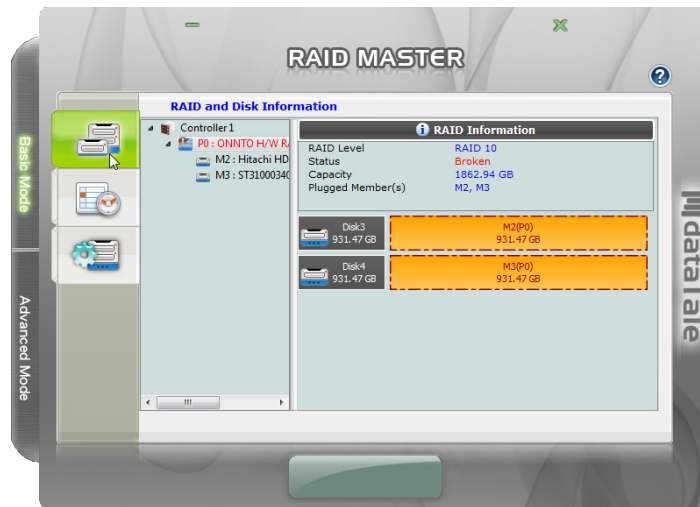 RAID MASTER
RAID and Disk Information
Basic Mode
Advanced Mode
Controller 1
P0 : ONNTO H/W
M2 : Hitachi HD
M3 : ST31000340
RAID Information
RAID Level RAID 10
Status Broken
Capacity 1862.94 GB
Plugged Member(s) M2, M3
Disk3
931.47 GB
M2(P0)
931.47 GB
Disk4
931.47 GB
M3(P0)
931.47 GB
dataTale